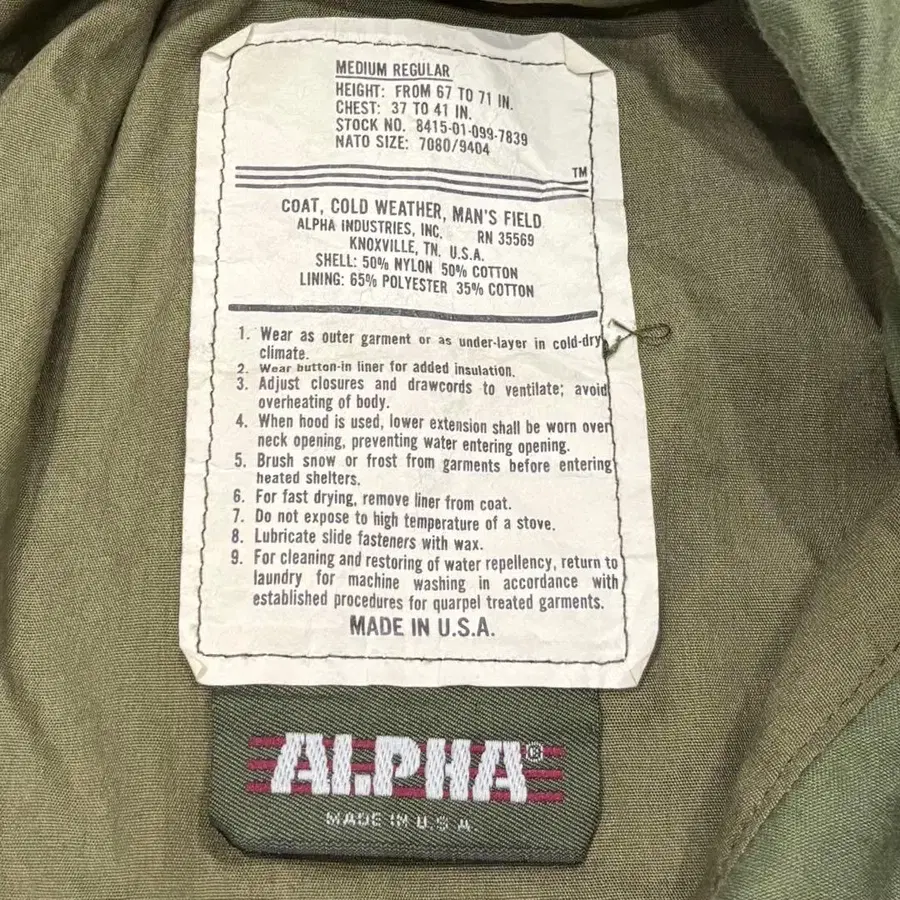 MEDIUM REGULAR
HEIGHT: FROM 67 TO 71 IN.
CHEST: 37 TO 41 IN.
STOCK NO. 8415-01-099-7839
NATO SIZE: 7080/9404
TM
COAT, COLD WEATHER, MAN'S FIELD
ALPHA INDUSTRIES, INC. RN 35569
KNOXVILLE, TN. U.S.A.
SHELL: 50% NYLON 50% COTTON
LINING: 65% POLYESTER 35% COTTON
1. Wear as outer garment or as under-layer in cold-dry
climate.
2. Wear button-in liner for added insulation.
3. Adjust closures and drawcords to ventilate; avoid
overheating of body.
4. When hood is used, lower extension shall be worn over
neck opening, preventing water entering opening.
5. Brush snow or frost from garments before entering
heated shelters.
6. For fast drying, remove liner from coat.
7. Do not expose to high temperature of a stove.
8. Lubricate slide fasteners with wax.
9. For cleaning and restoring of water repellency, return to
laundry for machine washing in accordance with
established procedures for quarpel treated garments.
MADE IN U.S.A.
ALPHA®
MADE IN U.S.A.